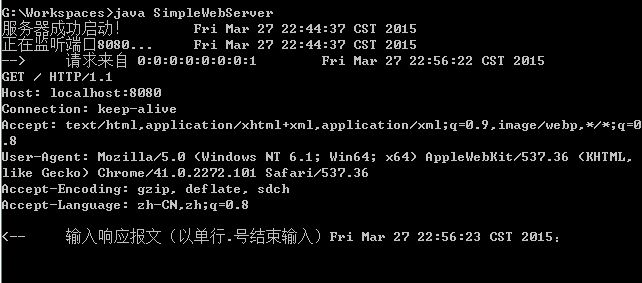 G:\Workspaces>java SimpleWebServer
服务器成功启动! Fri Mar 27 22:44:37 CST 2015
正在监听端口8080... Fri Mar 27 22:44:37 CST 2015
--> 请求来自 0:0:0:0:0:0:0:1 Fri Mar 27 22:56:22 CST 2015
GET / HTTP/1.1
Host: localhost:8080
Connection: keep-alive
Accept: text/html,application/xhtml+xml,application/xml;q=0.9,image/webp,*/*;q=0
.8
User-Agent: Mozilla/5.0 (Windows NT 6.1; Win64; x64) AppleWebKit/537.36 (KHTML,
like Gecko) Chrome/41.0.2272.101 Safari/537.36
Accept-Encoding: gzip, deflate, sdch
Accept-Language: zh-CN,zh;q=0.8
<-- 输入响应报文（以单行.号结束输入）Fri Mar 27 22:56:23 CST 2015: